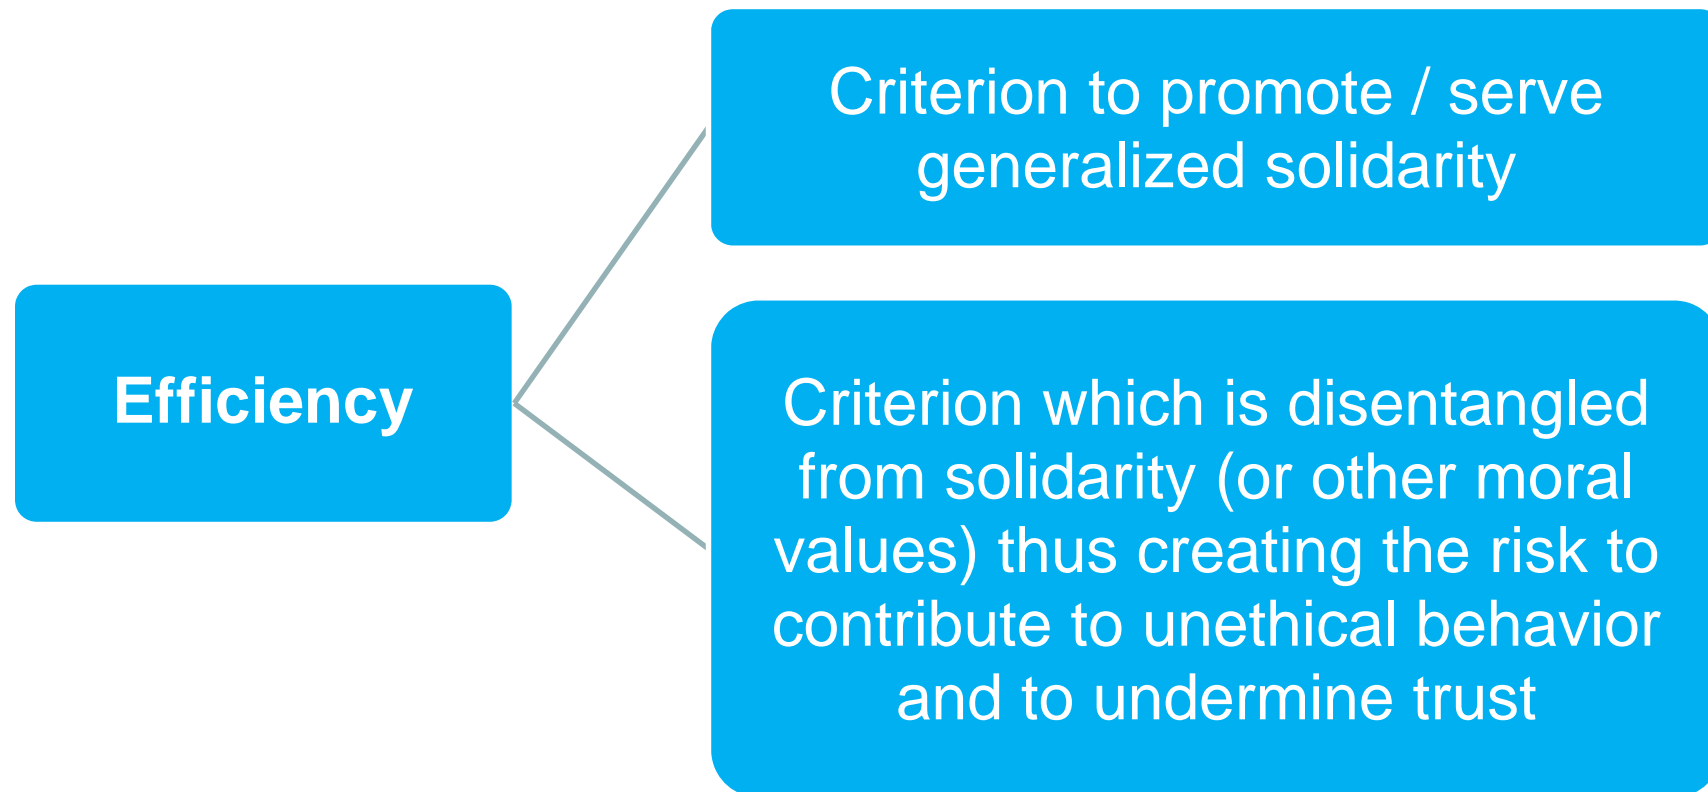 Criterion to promote / serve
generalized solidarity
Efficiency
Criterion which is disentangled
from solidarity (or other moral
values) thus creating the risk to
contribute to unethical behavior
and to undermine trust